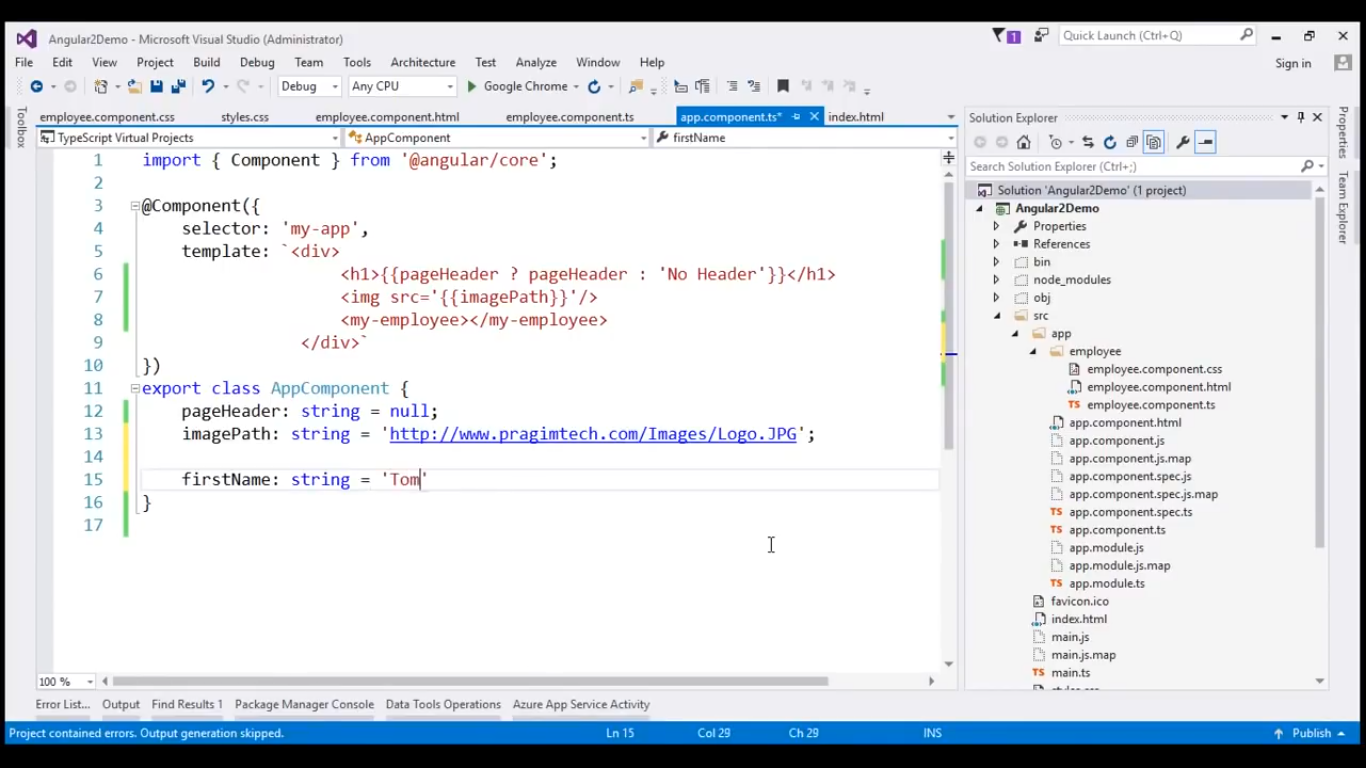 Angular2Demo - Microsoft Visual Studio (Administrator)
1
Quick Launch (Ctrl+Q)
File Edit View Project Build Debug Team Tools Architecture Test Analyze Window Help
Sign in
Debug Any CPU Google Chrome
Toolbox
employee.component.css styles.css employee.component.html employee.component.ts app.component.ts* index.html
TypeScript Virtual Projects AppComponent firstName
1 import { Component } from '@angular/core';
2
3 @Component({
4 selector: 'my-app',
5 template: `<div>
6 <h1>{{pageHeader ? pageHeader : 'No Header'}}</h1>
7 <img src='{{imagePath}}'/>
8 <my-employee></my-employee>
9 </div>`
10 })
11 export class AppComponent {
12 pageHeader: string = null;
13 imagePath: string = 'http://www.pragimtech.com/Images/Logo.JPG';
14
15 firstName: string = 'Tom'
16 }
17
100 %
Solution Explorer
Search Solution Explorer (Ctrl+;)
Solution 'Angular2Demo' (1 project)
Angular2Demo
Properties
References
bin
node_modules
obj
src
app
employee
employee.component.css
employee.component.html
employee.component.ts
app.component.html
app.component.js
app.component.js.map
app.component.spec.js
app.component.spec.js.map
app.component.spec.ts
app.component.ts
app.module.js
app.module.js.map
app.module.ts
favicon.ico
index.html
main.js
main.js.map
main.ts
Properties
Team Explorer
Error List... Output Find Results 1 Package Manager Console Data Tools Operations Azure App Service Activity
Project contained errors. Output generation skipped. Ln 15 Col 29 Ch 29 INS Publish